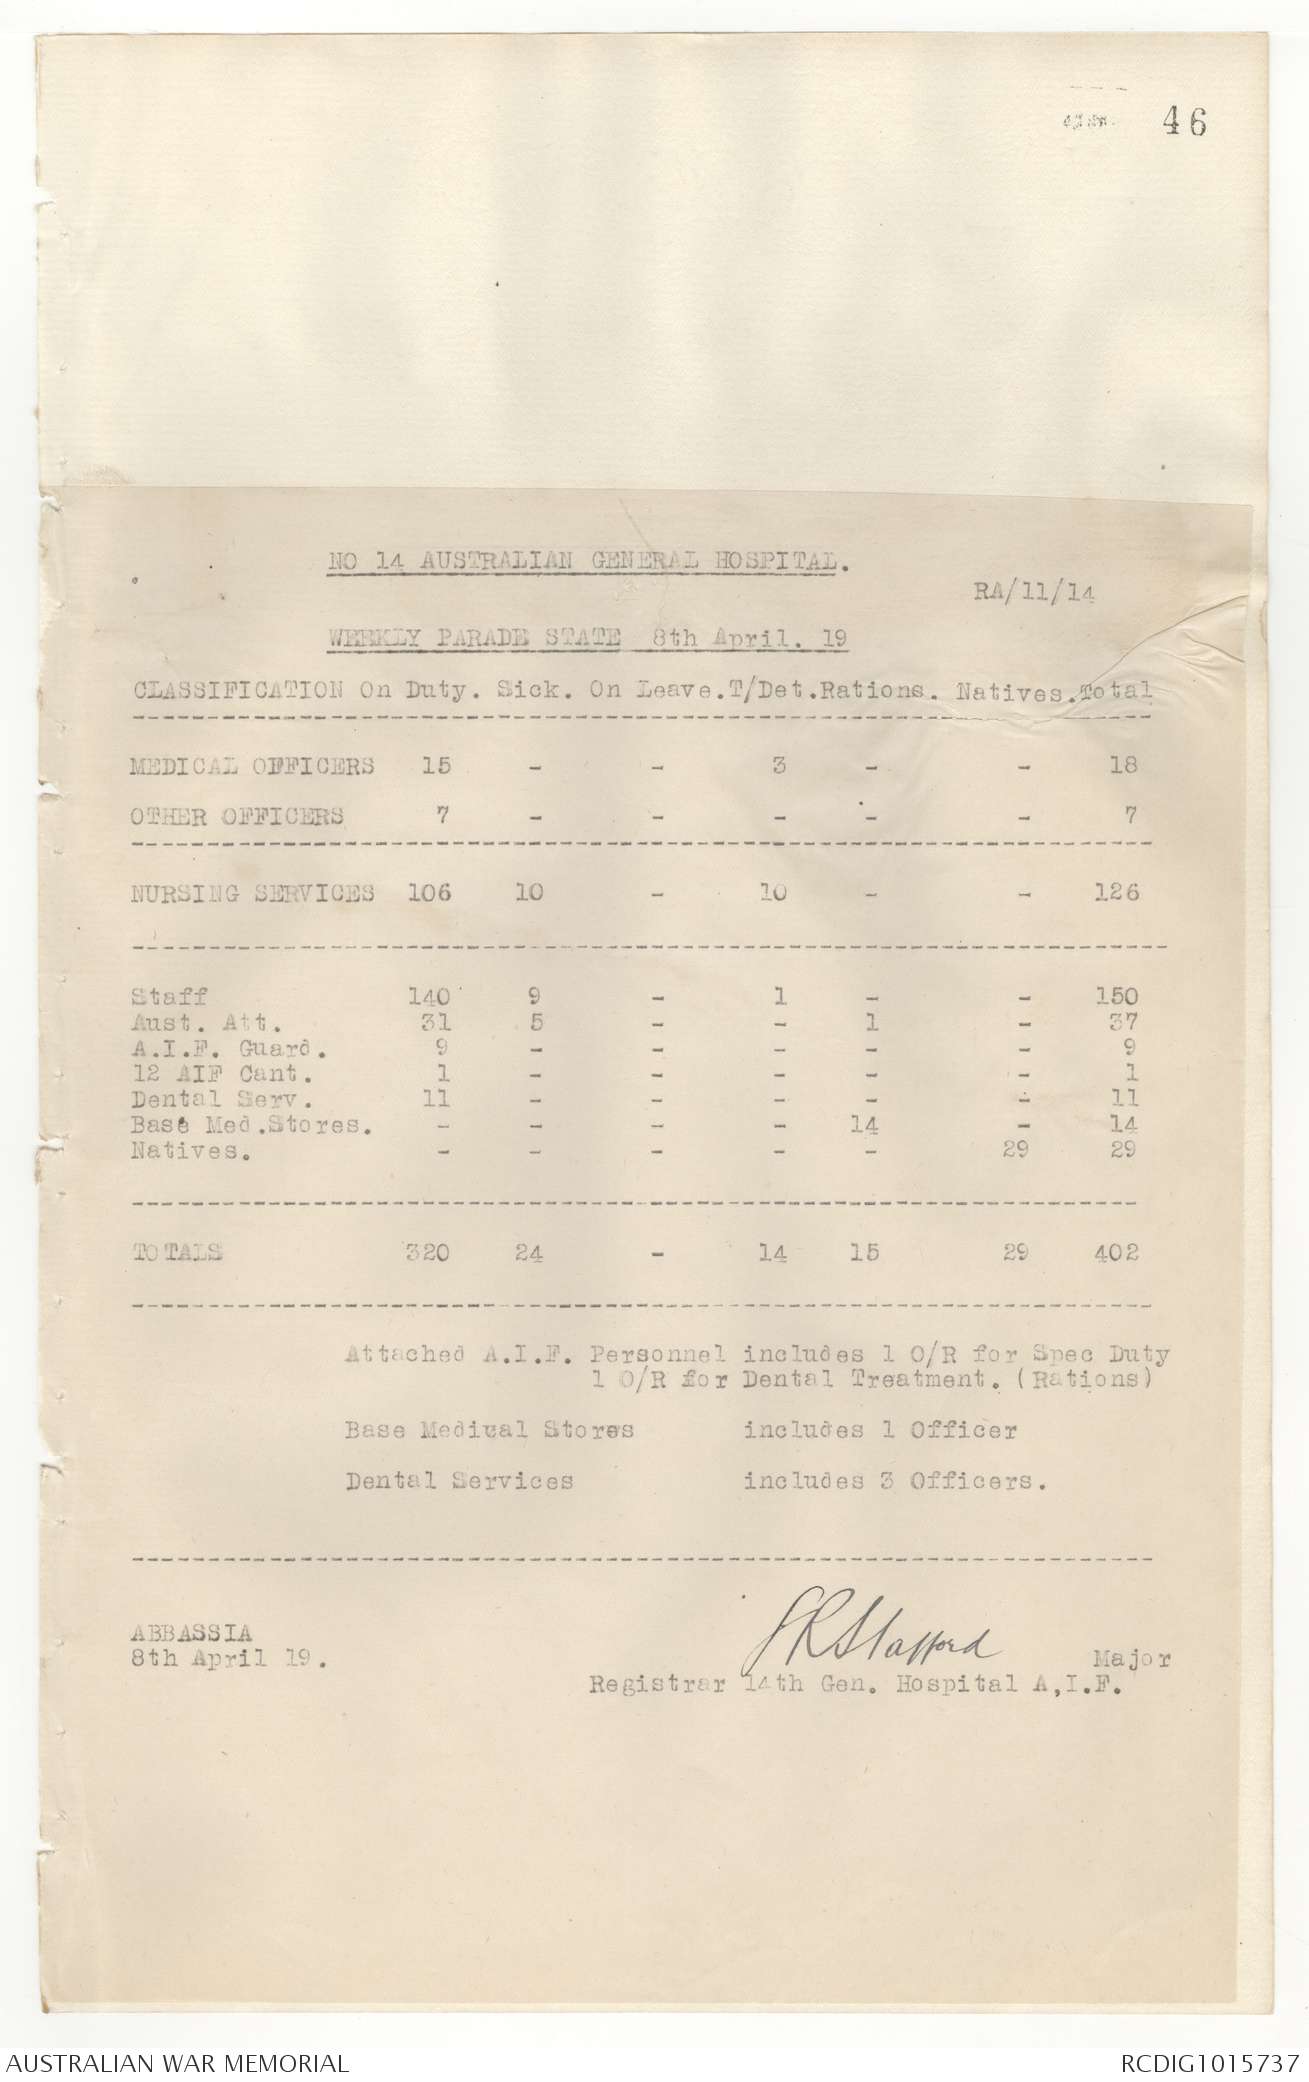 46
NO 14 AUSTRALIAN GENERAL HOSPITAL.
RA/11/14
WEEKLY PARADE STATE 8th April. 19
CLASSIFICATION On Duty. Sick. On Leave. T/Det. Rations. Natives. Total
MEDICAL OFFICERS 15 - - 3 - - 18
OTHER OFFICERS 7 - - - - - 7
NURSING SERVICES 106 10 - 10 - - 126
Staff 140 9 - 1 - - 150
Aust. Att. 31 5 - - 1 - 37
A.I.F. Guard. 9 - - - - - 9
12 AIF Cant. 1 - - - - - 1
Dental Serv. 11 - - - - - 11
Base Med.Stores. - - - - 14 - 14
Natives. - - - - - 29 29
TOTALS 320 24 - 14 15 29 402
Attached A.I.F. Personnel includes 1 O/R for Spec Duty
1 O/R for Dental Treatment. (Rations)
Base Medical Stores includes 1 Officer
Dental Services includes 3 Officers.
ABBASSIA
8th April 19.
Stafford Major
Registrar 14th Gen. Hospital A,I.F.
AUSTRALIAN WAR MEMORIAL RCDIG1015737